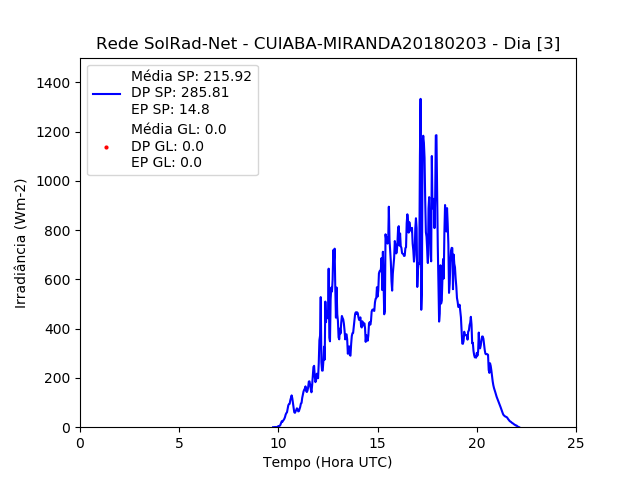 Rede SolRad-Net - CUIABA-MIRANDA20180203 - Dia [3]
Média SP: 215.92
DP SP: 285.81
EP SP: 14.8
Média GL: 0.0
DP GL: 0.0
EP GL: 0.0
Irradiância (Wm-2)
1400
1200
1000
800
600
400
200
0
0 5 10 15 20 25
Tempo (Hora UTC)